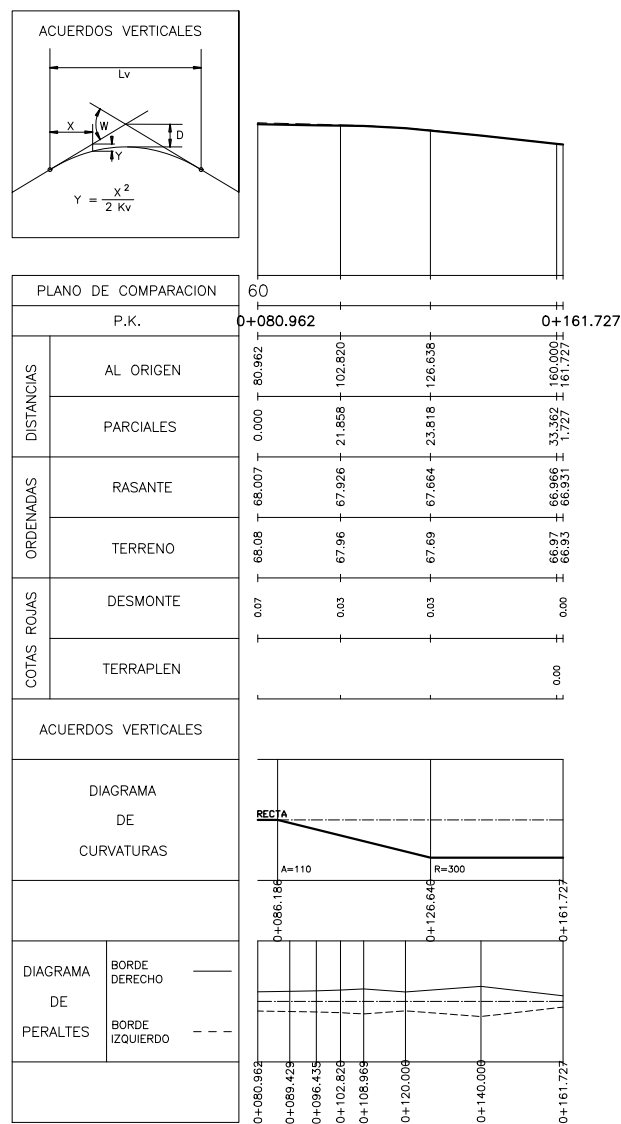 ACUERDOS VERTICALES
Lv
X
W
D
Y
Y = X² / 2 Kv
PLANO DE COMPARACION 60
P.K. 0+080.962 0+161.727
DISTANCIAS
AL ORIGEN 80.962 102.820 126.638 160.000 161.727
PARCIALES 0.000 21.858 23.818 33.362 1.727
ORDENADAS
RASANTE 68.007 67.926 67.664 66.966 66.931
TERRENO 68.08 67.96 67.69 66.97 66.93
COTAS ROJAS
DESMONTE 0.07 0.03 0.03 0.00
TERRAPLEN 0.00
ACUERDOS VERTICALES
DIAGRAMA
DE
CURVATURAS
RECTA
A=110 R=300
0+086.186 0+126.640 0+161.727
DIAGRAMA
DE
PERALTES
BORDE
DERECHO
BORDE
IZQUIERDO
0+080.962 0+089.429 0+096.435 0+102.820 0+108.969 0+120.000 0+140.000 0+161.727